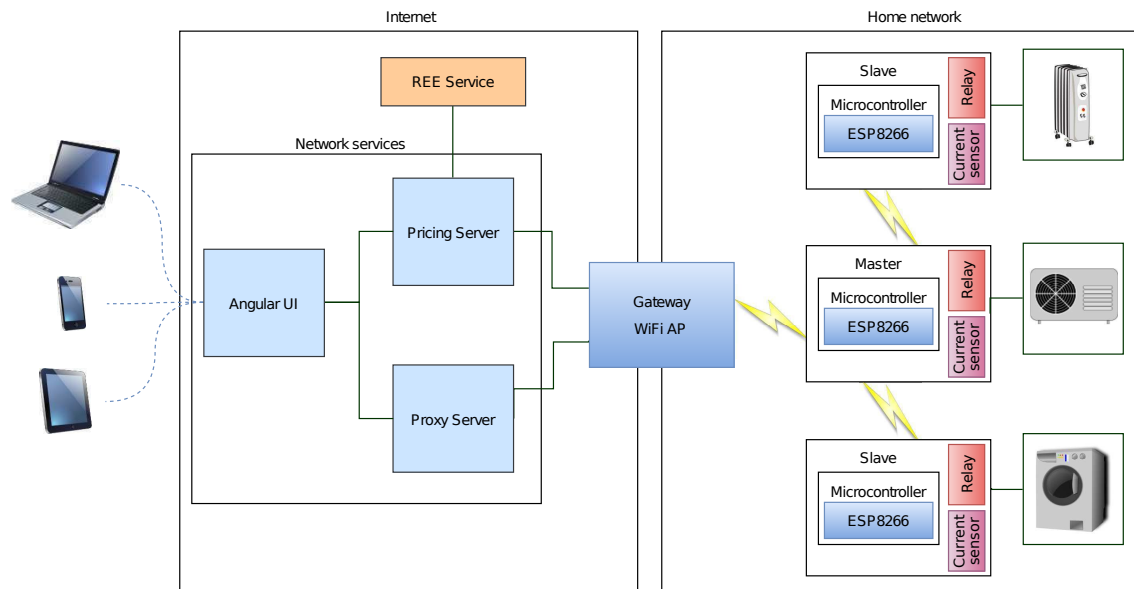 Internet
Home network
REE Service
Network services
Angular UI
Pricing Server
Proxy Server
Gateway
WiFi AP
Slave
Microcontroller
ESP8266
Relay
Current
sensor
Master
Microcontroller
ESP8266
Relay
Current
sensor
Slave
Microcontroller
ESP8266
Relay
Current
sensor